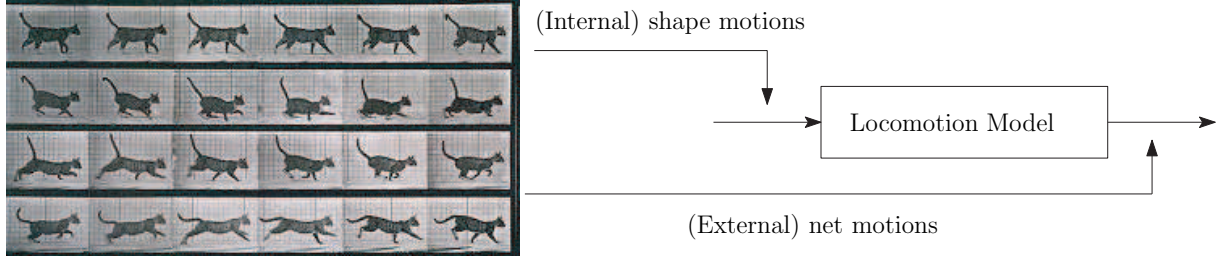 (Internal) shape motions
Locomotion Model
(External) net motions